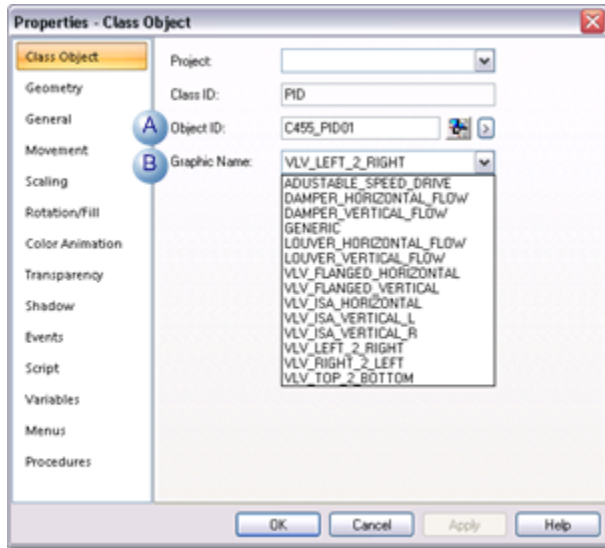 Properties - Class Object
Class Object
Geometry
General
Movement
Scaling
Rotation/Fill
Color Animation
Transparency
Shadow
Events
Script
Variables
Menus
Procedures
Project:
Class ID: PID
A Object ID: C455_PID01 >
B Graphic Name: VLV_LEFT_2_RIGHT
ADUSTABLE_SPEED_DRIVE
DAMPER_HORIZONTAL_FLOW
DAMPER_VERTICAL_FLOW
GENERIC
LOUVER_HORIZONTAL_FLOW
LOUVER_VERTICAL_FLOW
VLV_FLANGED_HORIZONTAL
VLV_FLANGED_VERTICAL
VLV_ISA_HORIZONTAL
VLV_ISA_VERTICAL_L
VLV_ISA_VERTICAL_R
VLV_LEFT_2_RIGHT
VLV_RIGHT_2_LEFT
VLV_TOP_2_BOTTOM
OK Cancel Apply Help